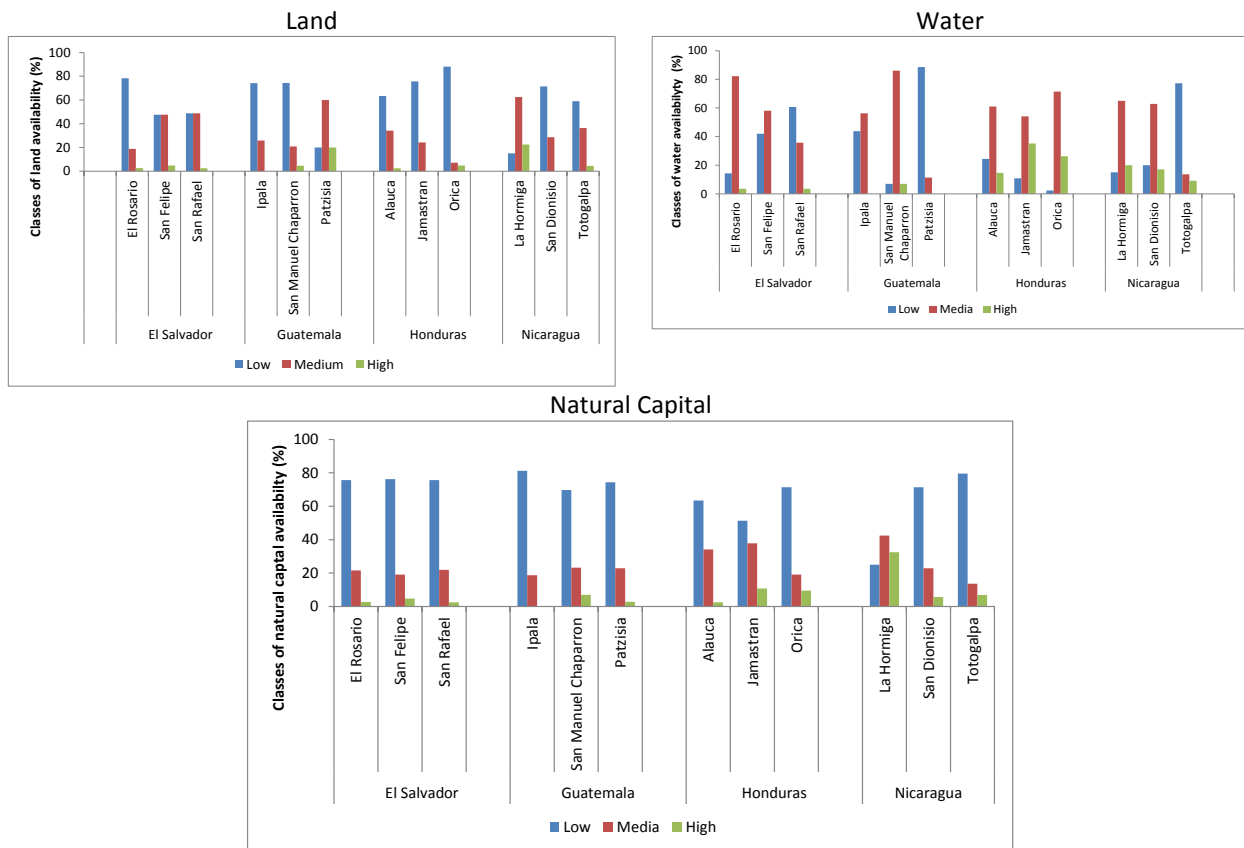 Land
Classes of land availability (%)
100
80
60
40
20
0
El Rosario
San Felipe
San Rafael
Ipala
San Manuel Chaparron
Patzisia
Alauca
Jamastran
Orica
La Hormiga
San Dionisio
Totogalpa
El Salvador
Guatemala
Honduras
Nicaragua
Low
Medium
High
Water
Classes of water availabilyty (%)
100
80
60
40
20
0
El Rosario
San Felipe
San Rafael
Ipala
San Manuel
Chaparron
Patzisia
Alauca
Jamastran
Orica
La Hormiga
San Dionisio
Totogalpa
El Salvador
Guatemala
Honduras
Nicaragua
Low
Media
High
Natural Capital
Classes of natural captal availabilty (%)
100
80
60
40
20
0
El Rosario
San Felipe
San Rafael
Ipala
San Manuel Chaparron
Patzisia
Alauca
Jamastran
Orica
La Hormiga
San Dionisio
Totogalpa
El Salvador
Guatemala
Honduras
Nicaragua
Low
Media
High